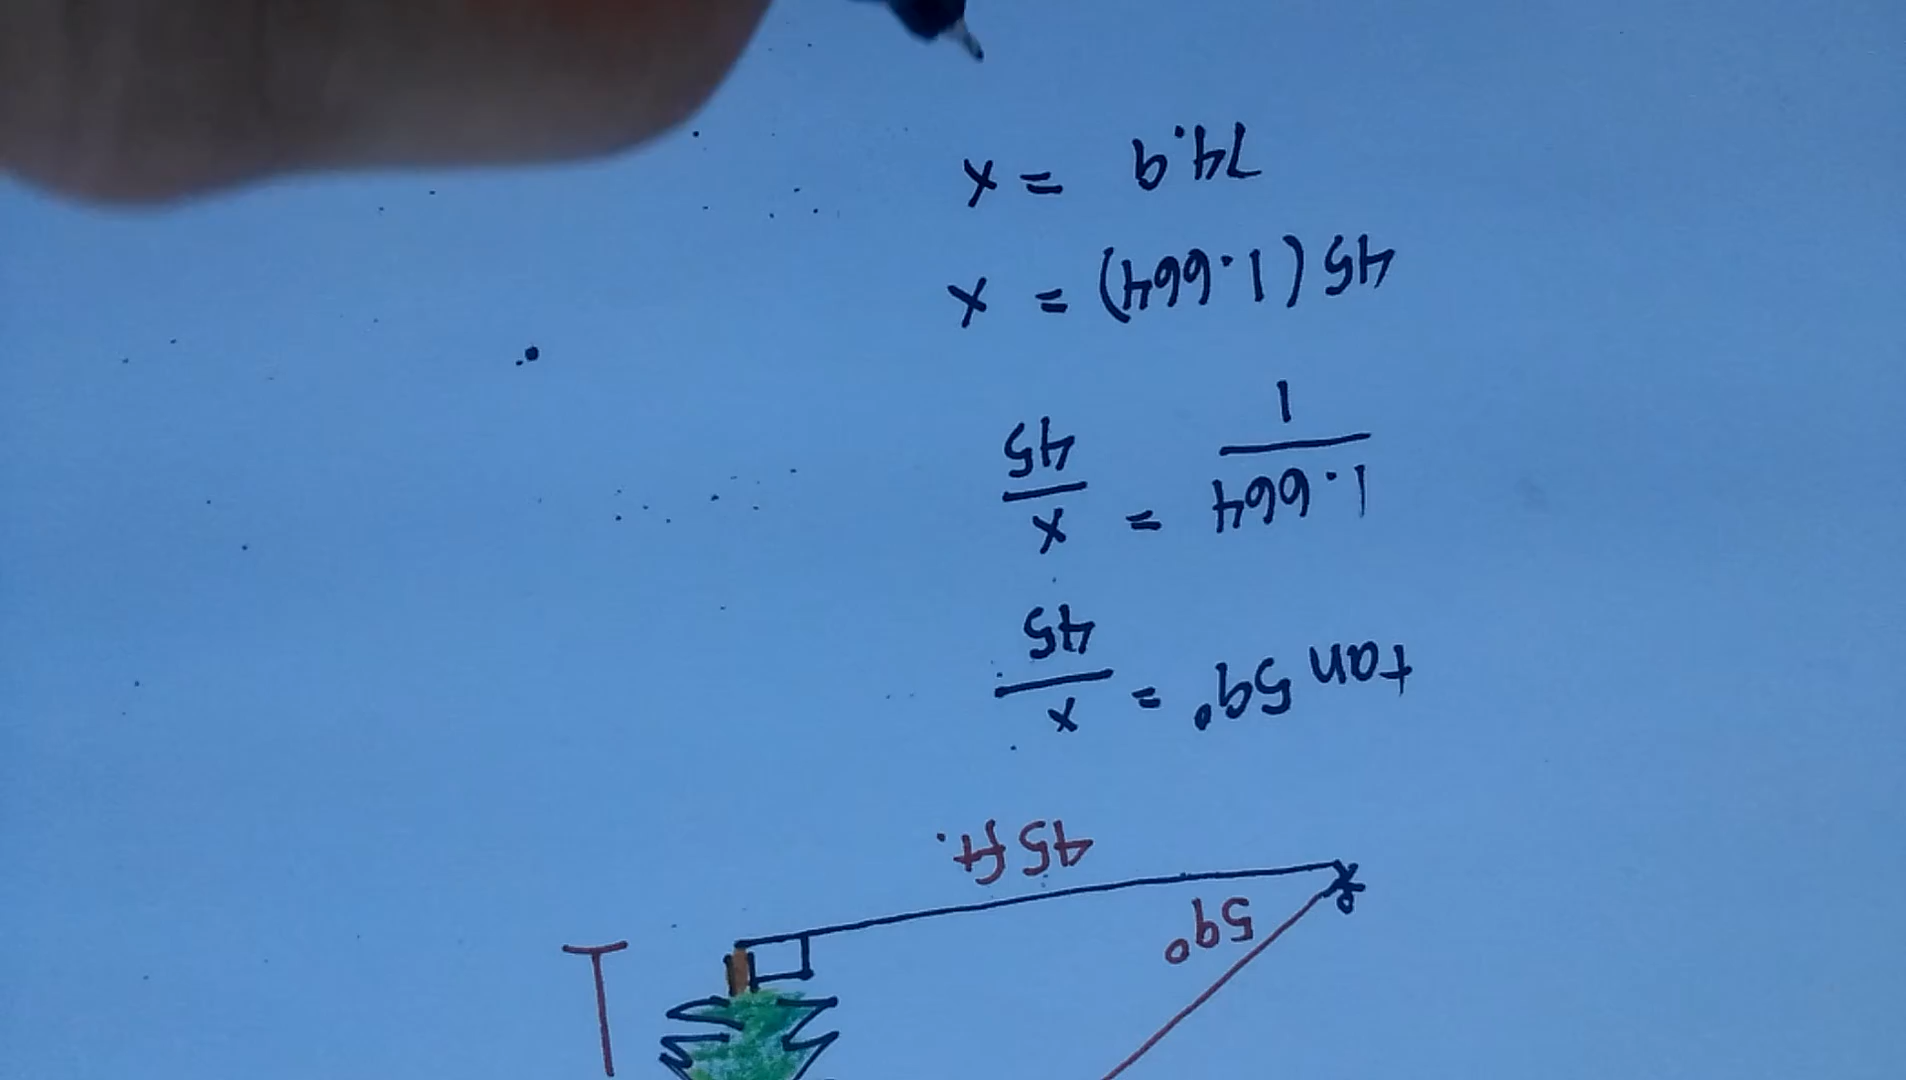 59°
45 ft.
tan 59° = x/45
1.664/1 = x/45
45(1.664) = x
74.9 = x